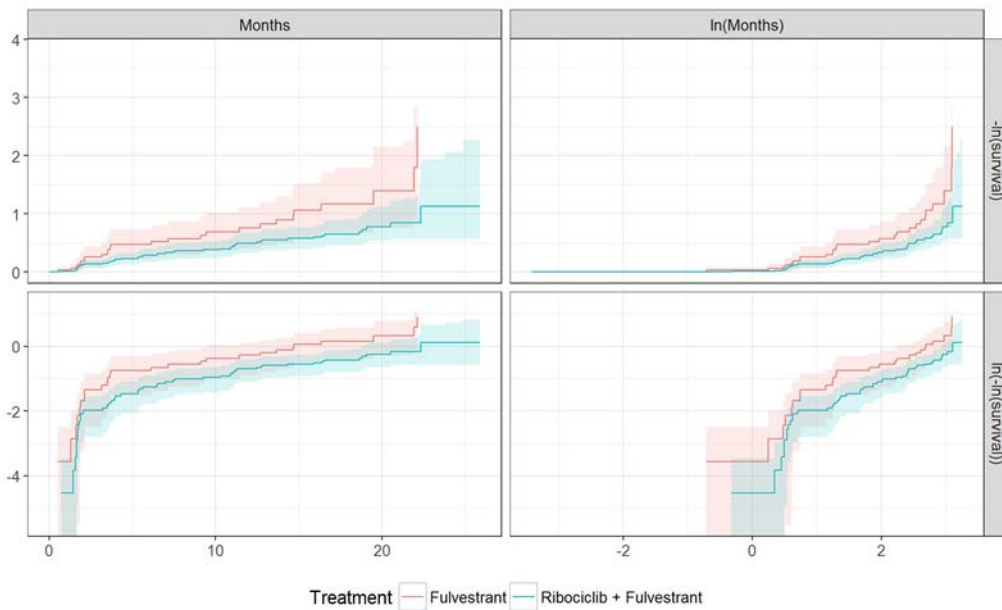 Months
ln(Months)
4
3
2
1
0
-ln(survival)
0
-2
-4
ln(-ln(survival))
0
10
20
-2
0
2
Treatment
Fulvestrant
Ribociclib + Fulvestrant